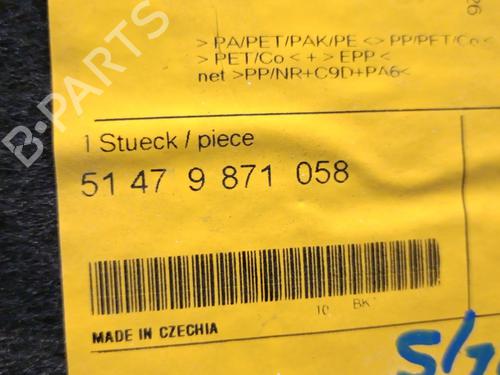 > PA/PET/PAK/PE <> PP/PET/Co <
> PET/Co < + > EPP <
net >PP/NR+C9D+PA6<
1 Stueck / piece
51 47 9 871 058
10 BK
MADE IN CZECHIA
B-PARTS